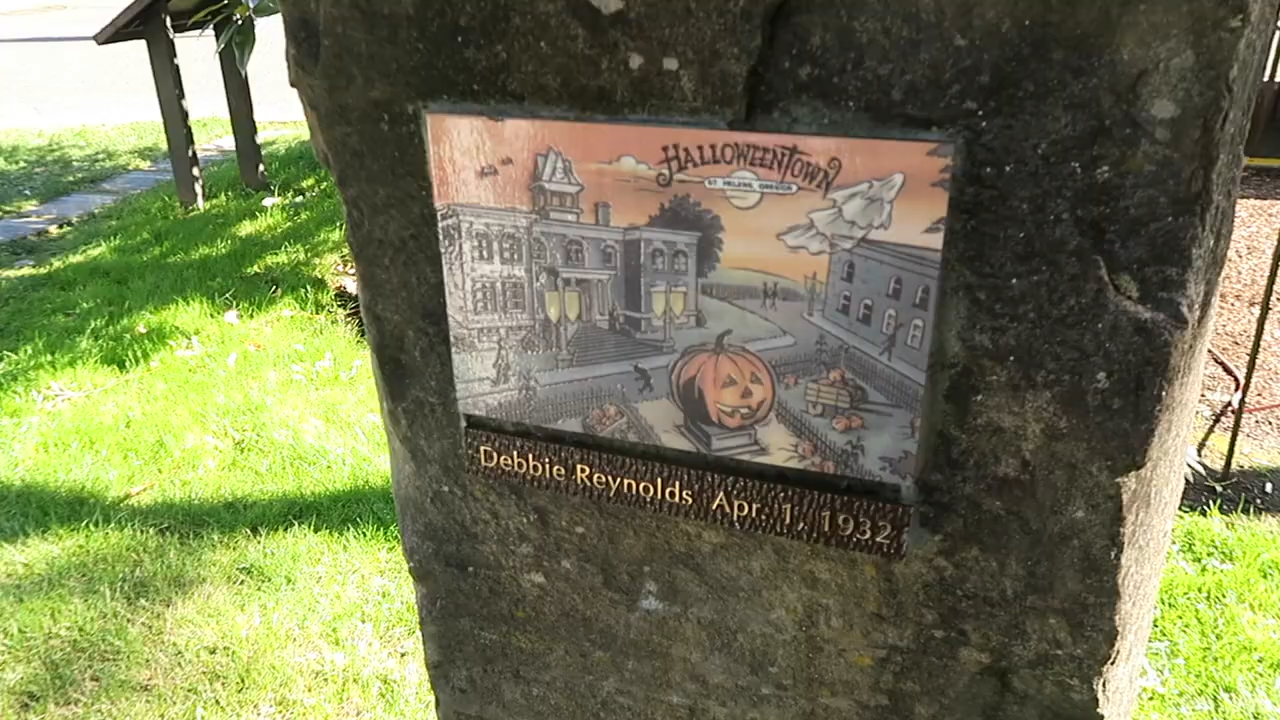 HALLOWEENTOWN
ST. HELENS, OREGON
Debbie Reynolds Apr. 1, 1932